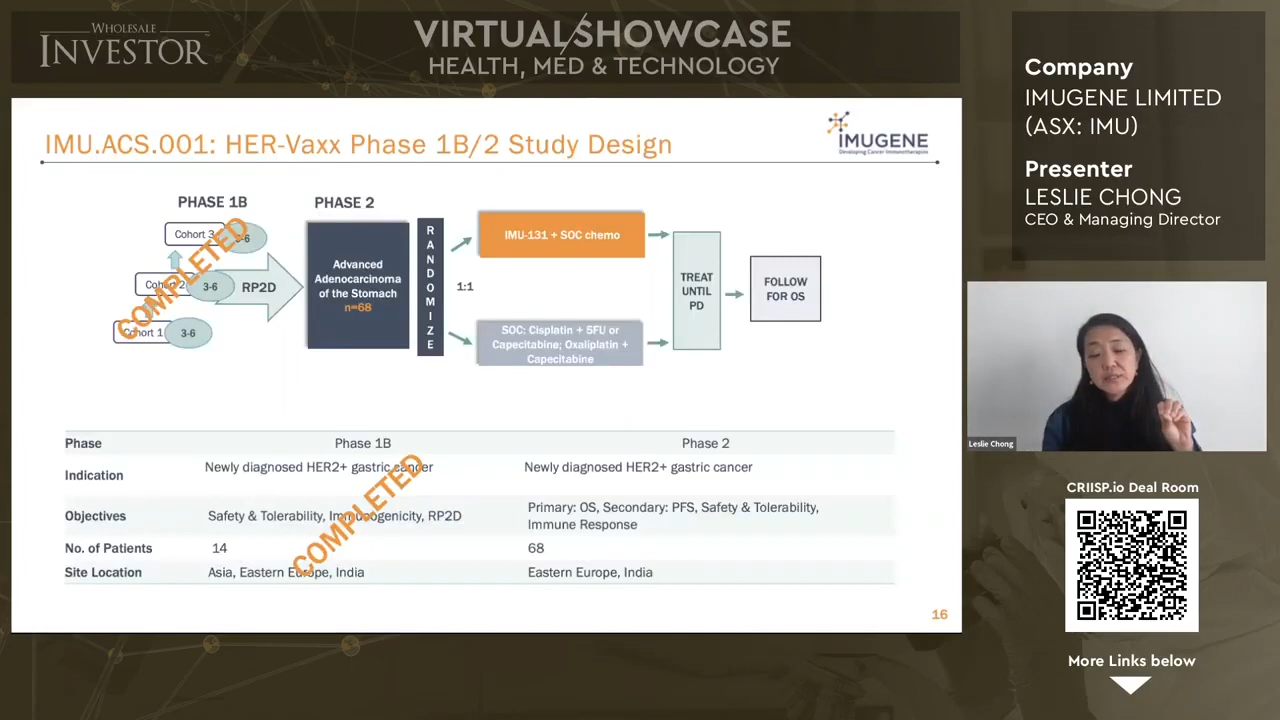 WHOLESALE
INVESTOR
VIRTUAL SHOWCASE
HEALTH, MED & TECHNOLOGY
Company
IMUGENE LIMITED
(ASX: IMU)
Presenter
LESLIE CHONG
CEO & Managing Director
IMU.ACS.001: HER-Vaxx Phase 1B/2 Study Design
IMUGENE
Developing Cancer Immunotherapies
PHASE 1B
PHASE 2
Cohort 3
3-6
Cohort 2
3-6
Cohort 1
3-6
COMPLETED
RP2D
Advanced
Adenocarcinoma
of the Stomach
n=68
RANDOMIZE
1:1
IMU-131 + SOC chemo
SOC: Cisplatin + 5FU or
Capecitabine; Oxaliplatin +
Capecitabine
TREAT
UNTIL
PD
FOLLOW
FOR OS
Phase Phase 1B Phase 2
Indication Newly diagnosed HER2+ gastric cancer Newly diagnosed HER2+ gastric cancer
Objectives Safety & Tolerability, Immunogenicity, RP2D Primary: OS, Secondary: PFS, Safety & Tolerability,
Immune Response
No. of Patients 14 68
Site Location Asia, Eastern Europe, India Eastern Europe, India
COMPLETED
16
Leslie Chong
CRIISP.io Deal Room
More Links below